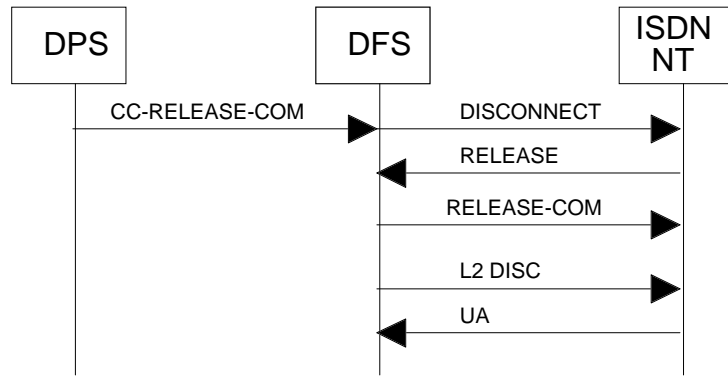 DPS
DFS
ISDN
NT
CC-RELEASE-COM
DISCONNECT
RELEASE
RELEASE-COM
L2 DISC
UA